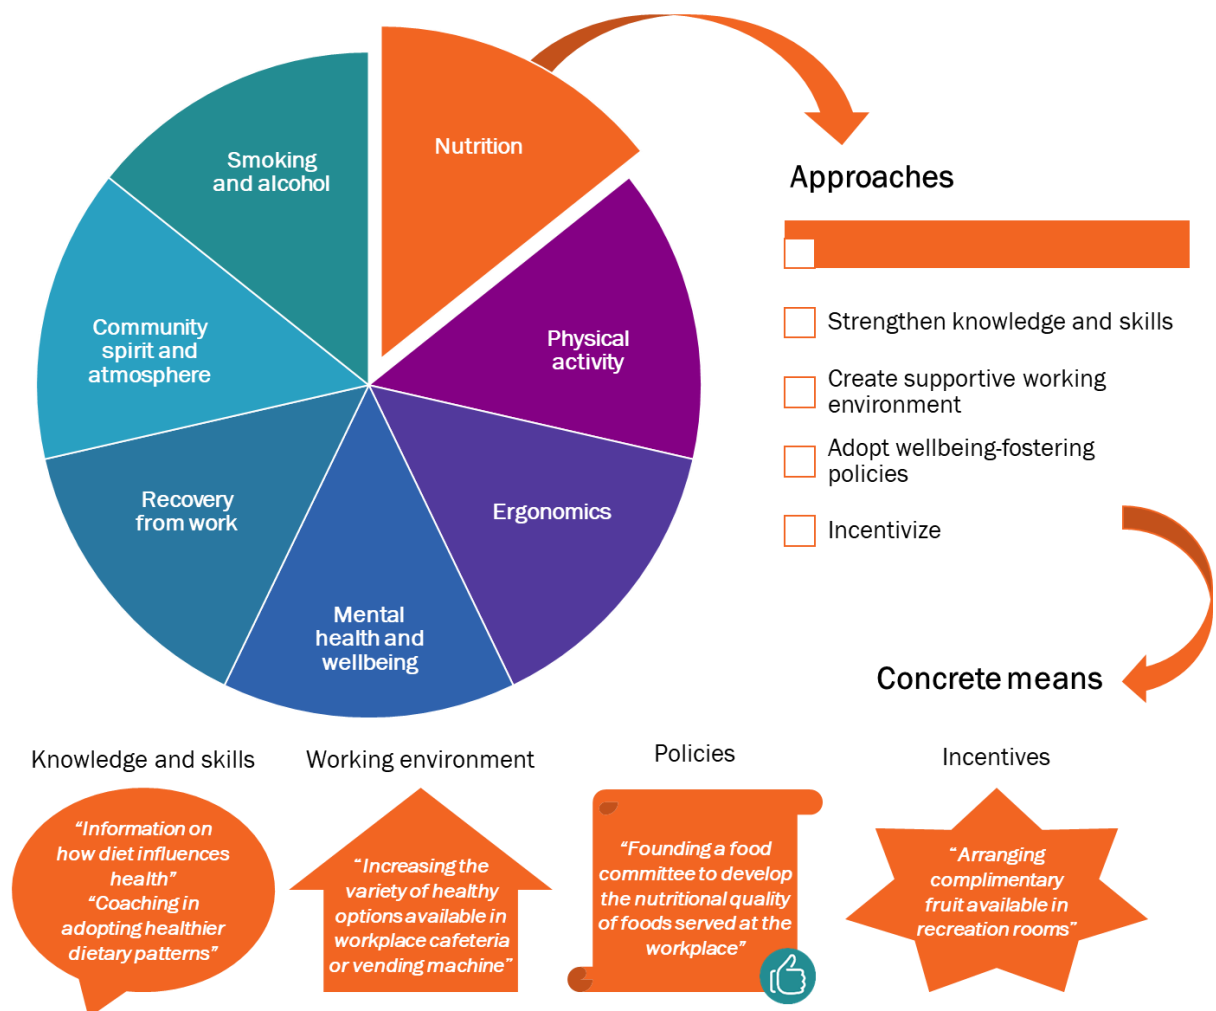 Nutrition
Smoking
and alcohol
Physical
activity
Community
spirit and
atmosphere
Ergonomics
Recovery
from work
Mental
health and
wellbeing
Approaches
Strengthen knowledge and skills
Create supportive working
environment
Adopt wellbeing-fostering
policies
Incentivize
Concrete means
Knowledge and skills
“Information on
how diet influences
health”
“Coaching in
adopting healthier
dietary patterns”
Working environment
“Increasing the
variety of healthy
options available in
workplace cafeteria
or vending machine”
Policies
“Founding a food
committee to develop
the nutritional quality
of foods served at the
workplace”
Incentives
“Arranging
complimentary
fruit available in
recreation rooms”